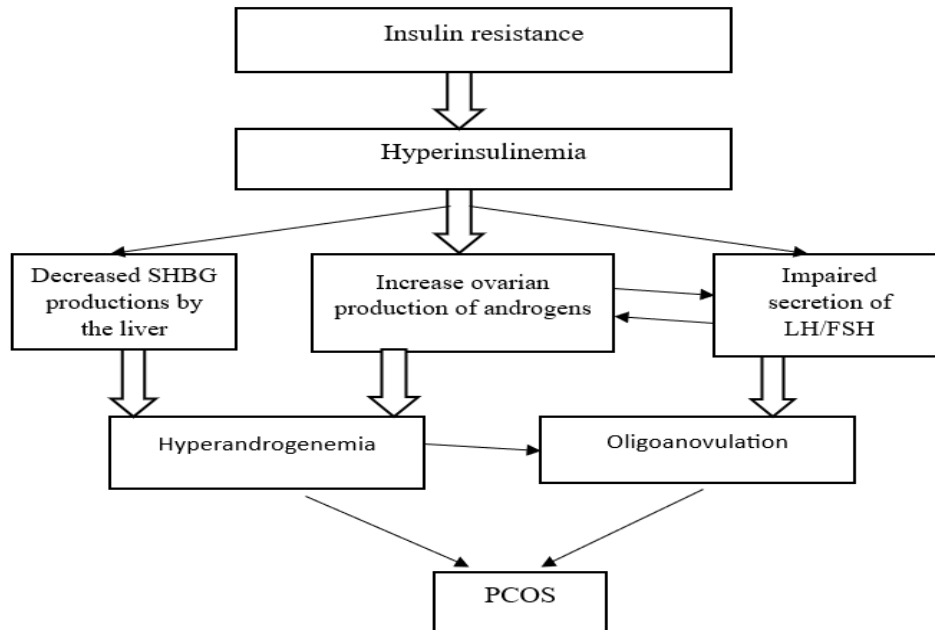 Insulin resistance
Hyperinsulinemia
Decreased SHBG
productions by
the liver
Increase ovarian
production of androgens
Impaired
secretion of
LH/FSH
Hyperandrogenemia
Oligoanovulation
PCOS